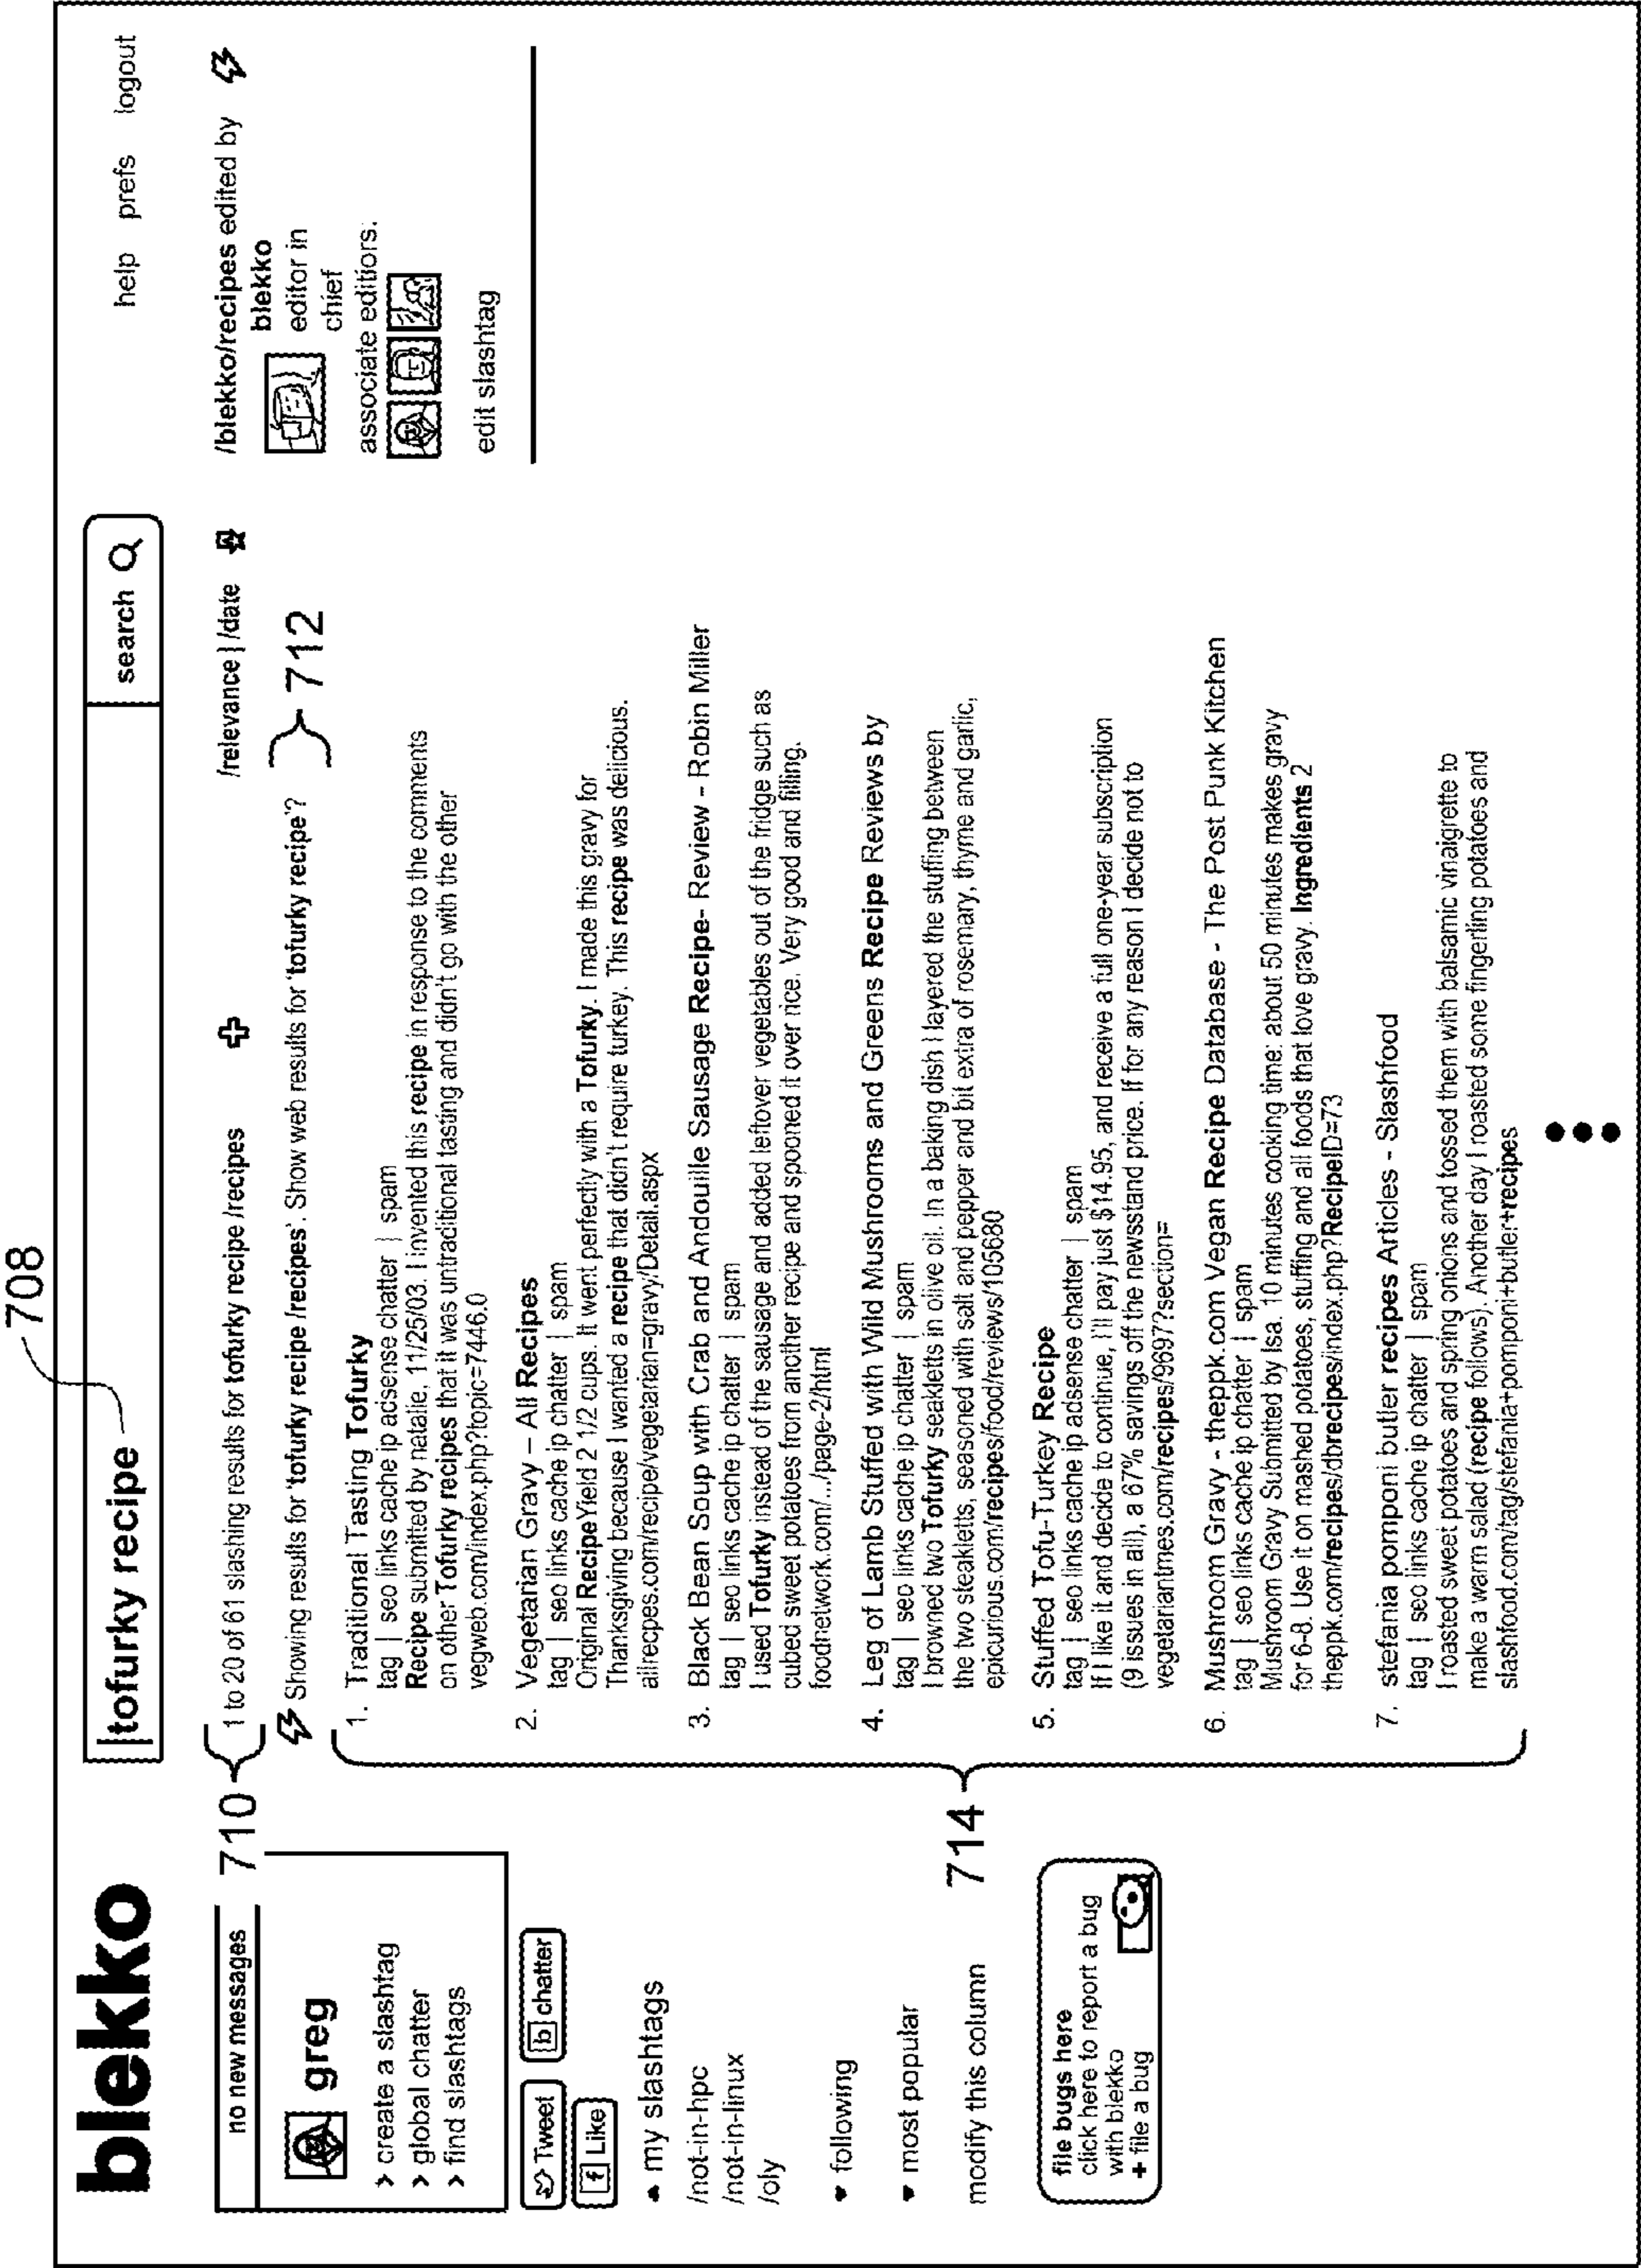 708
blekko
tofurky recipe
search
help prefs logout
no new messages
greg
> create a slashtag
> global chatter
> find slashtags
Tweet
b chatter
f Like
my slashtags
/not-in-hpc
/not-in-linux
/oly
following
most popular
modify this column
file bugs here
click here to report a bug
with blekko
+ file a bug
710
1 to 20 of 61 slashing results for tofurky recipe /recipes
/relevance | /date
Showing results for 'tofurky recipe /recipes'. Show web results for 'tofurky recipe'?
712
714
1. Traditional Tasting Tofurky
tag | seo links cache ip adsense chatter | spam
Recipe submitted by natalie, 11/25/03. I invented this recipe in response to the comments
on other Tofurky recipes that it was untraditional tasting and didn't go with the other
vegweb.com/index.php?topic=7446.0
2. Vegetarian Gravy – All Recipes
tag | seo links cache ip chatter | spam
Original RecipeYield 2 1/2 cups. It went perfectly with a Tofurky. I made this gravy for
Thanksgiving because I wanted a recipe that didn't require turkey. This recipe was delicious.
allrecpes.com/recipe/vegetarian=gravy/Detail.aspx
3. Black Bean Soup with Crab and Andouille Sausage Recipe- Review - Robin Miller
tag | seo links cache ip chatter | spam
I used Tofurky instead of the sausage and added leftover vegetables out of the fridge such as
cubed sweet potatoes from another recipe and spooned it over rice. Very good and filling.
foodnetwork.com/.../page-2/html
4. Leg of Lamb Stuffed with Wild Mushrooms and Greens Recipe Reviews by
tag | seo links cache ip chatter | spam
I browned two Tofurky seakletts in olive oil. In a baking dish I layered the stuffing between
the two steakletts, seasoned with salt and pepper and bit extra of rosemary, thyme and garlic,
epicurious.com/recipes/food/reviews/105680
5. Stuffed Tofu-Turkey Recipe
tag | seo links cache ip adsense chatter | spam
If I like it and decide to continue, I'll pay just $14.95, and receive a full one-year subscription
(9 issues in all), a 67% savings off the newsstand price. If for any reason I decide not to
vegetariantmes.com/recipes/9697?section=
6. Mushroom Gravy - theppk.com Vegan Recipe Database - The Post Punk Kitchen
tag | seo links cache ip chatter | spam
Mushroom Gravy Submitted by Isa. 10 minutes cooking time: about 50 minutes makes gravy
for 6-8. Use it on mashed potatoes, stuffing and all foods that love gravy. Ingredients 2
theppk.com/recipes/dbrecipes/index.php?RecipeID=73
7. stefania pomponi butler recipes Articles - Slashfood
tag | seo links cache ip chatter | spam
I roasted sweet potatoes and spring onions and tossed them with balsamic vinaigrette to
make a warm salad (recipe follows). Another day I roasted some fingerling potatoes and
slashfood.com/tag/stefania+pomponi+butler+recipes
/blekko/recipes edited by
blekko
editor in
chief
associate editiors:
edit slashtag